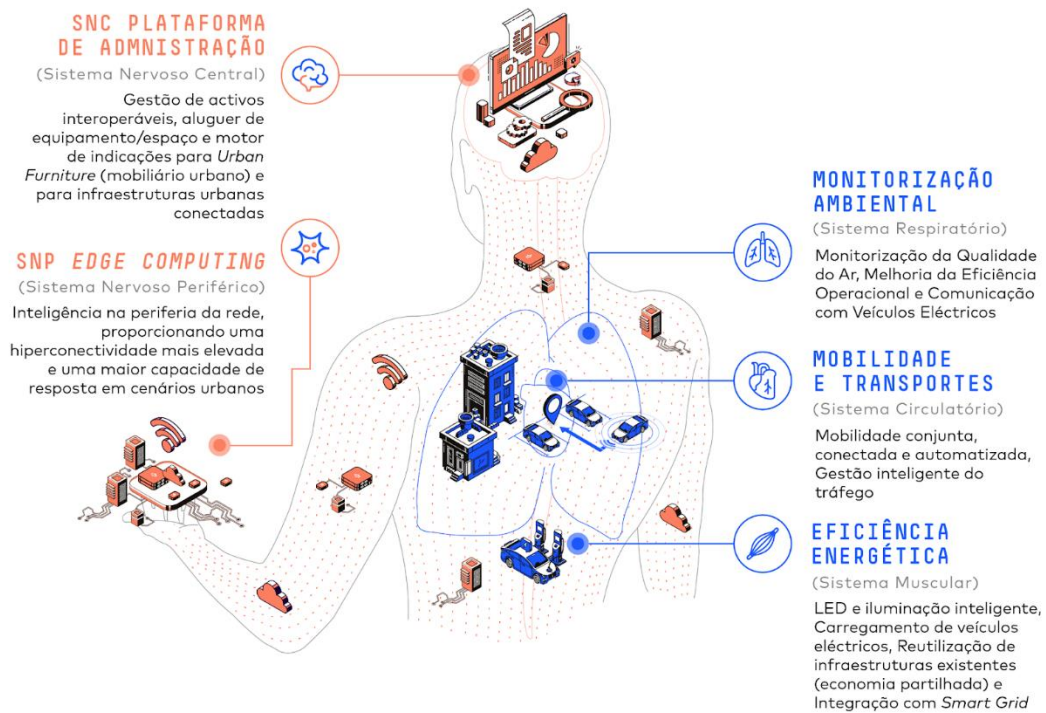 SNC PLATAFORMA
DE ADMNISTRAÇÃO
(Sistema Nervoso Central)
Gestão de activos
interoperáveis, aluguer de
equipamento/espaço e motor
de indicações para Urban
Furniture (mobiliário urbano) e
para infraestruturas urbanas
conectadas
SNP EDGE COMPUTING
(Sistema Nervoso Periférico)
Inteligência na periferia da rede,
proporcionando uma
hiperconectividade mais elevada
e uma maior capacidade de
resposta em cenários urbanos
MONITORIZAÇÃO
AMBIENTAL
(Sistema Respiratório)
Monitorização da Qualidade
do Ar, Melhoria da Eficiência
Operacional e Comunicação
com Veículos Eléctricos
MOBILIDADE
E TRANSPORTES
(Sistema Circulatório)
Mobilidade conjunta,
conectada e automatizada,
Gestão inteligente do
tráfego
EFICIÊNCIA
ENERGÉTICA
(Sistema Muscular)
LED e iluminação inteligente,
Carregamento de veículos
eléctricos, Reutilização de
infraestruturas existentes
(economia partilhada) e
Integração com Smart Grid